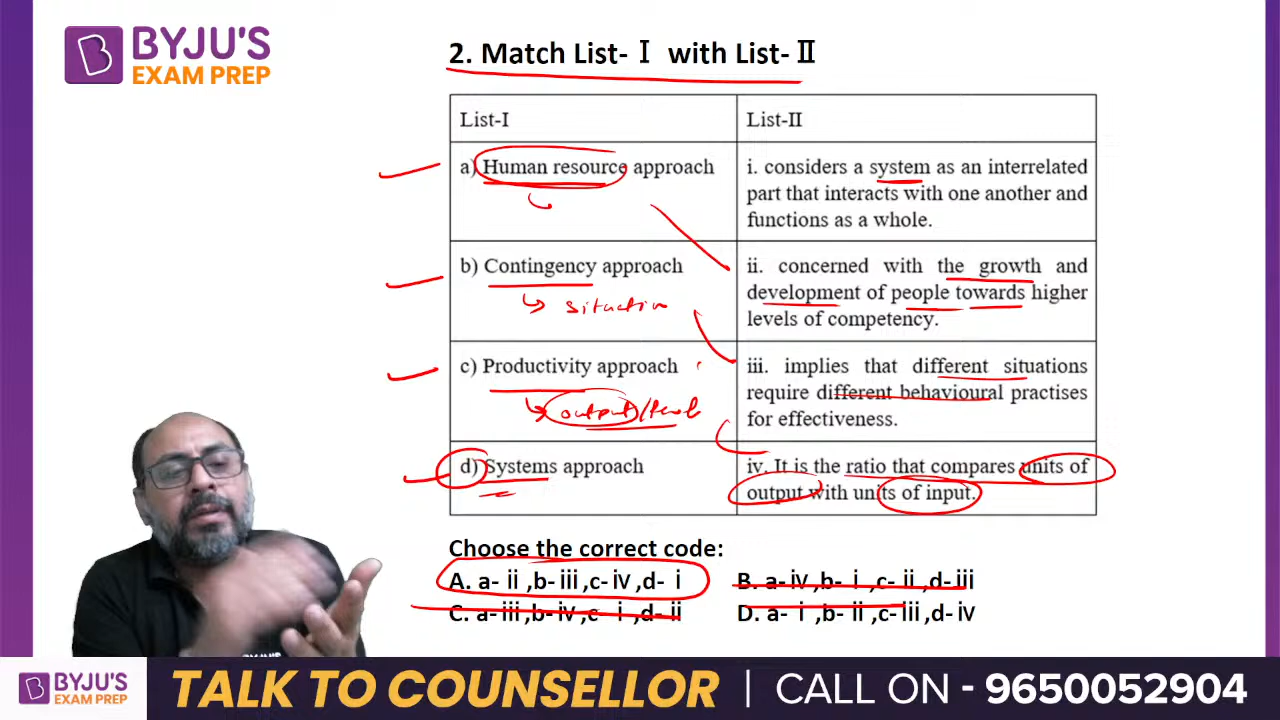 BYJU'S
EXAM PREP
2. Match List- Ⅰ with List-Ⅱ
List-I
List-II
a) Human resource approach
i. considers a system as an interrelated
part that interacts with one another and
functions as a whole.
b) Contingency approach
situation
ii. concerned with the growth and
development of people towards higher
levels of competency.
c) Productivity approach
output/
iii. implies that different situations
require different behavioural practises
for effectiveness.
d) Systems approach
iv. It is the ratio that compares units of
output with units of input.
Choose the correct code:
A. a- ⅱ ,b- ⅲ ,c- ⅳ ,d- ⅰ
B. a- ⅳ ,b- ⅰ ,c- ⅱ ,d- ⅲ
C. a- ⅲ ,b- ⅳ ,c- ⅰ ,d- ⅱ
D. a- ⅰ ,b- ⅱ ,c- ⅲ ,d- ⅳ
BYJU'S
EXAM PREP
TALK TO COUNSELLOR | CALL ON - 9650052904